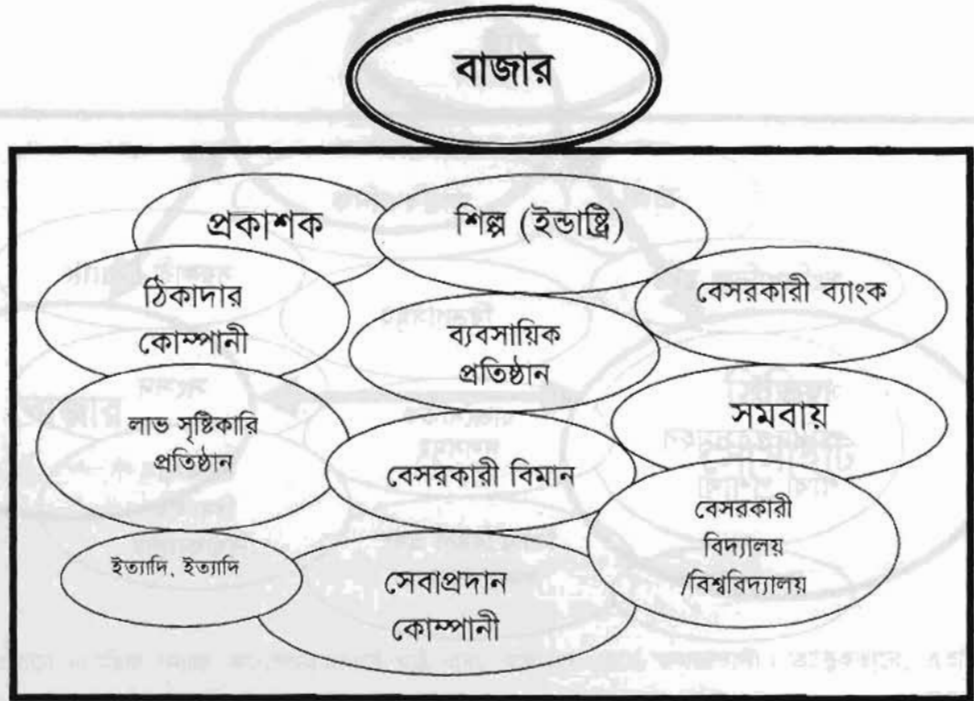 বাজার
প্রকাশক
শিল্প (ইন্ডাষ্ট্রি)
ঠিকাদার
কোম্পানী
বেসরকারী ব্যাংক
ব্যবসায়িক
প্রতিষ্ঠান
লাভ সৃষ্টিকারি
প্রতিষ্ঠান
সমবায়
বেসরকারী বিমান
বেসরকারী
বিদ্যালয়
/বিশ্ববিদ্যালয়
ইত্যাদি, ইত্যাদি
সেবাপ্রদান
কোম্পানী